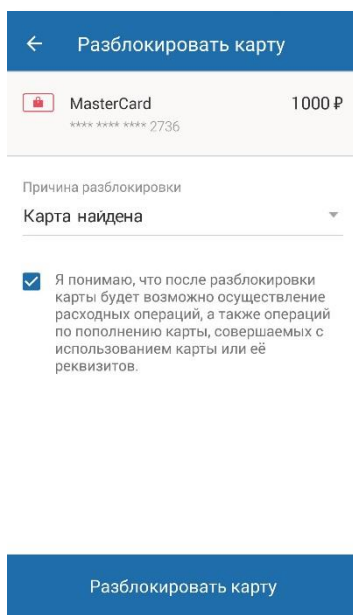 Разблокировать карту
MasterCard 1000 ₽
**** **** **** 2736
Причина разблокировки
Карта найдена
Я понимаю, что после разблокировки
карты будет возможно осуществление
расходных операций, а также операций
по пополнению карты, совершаемых с
использованием карты или её
реквизитов.
Разблокировать карту